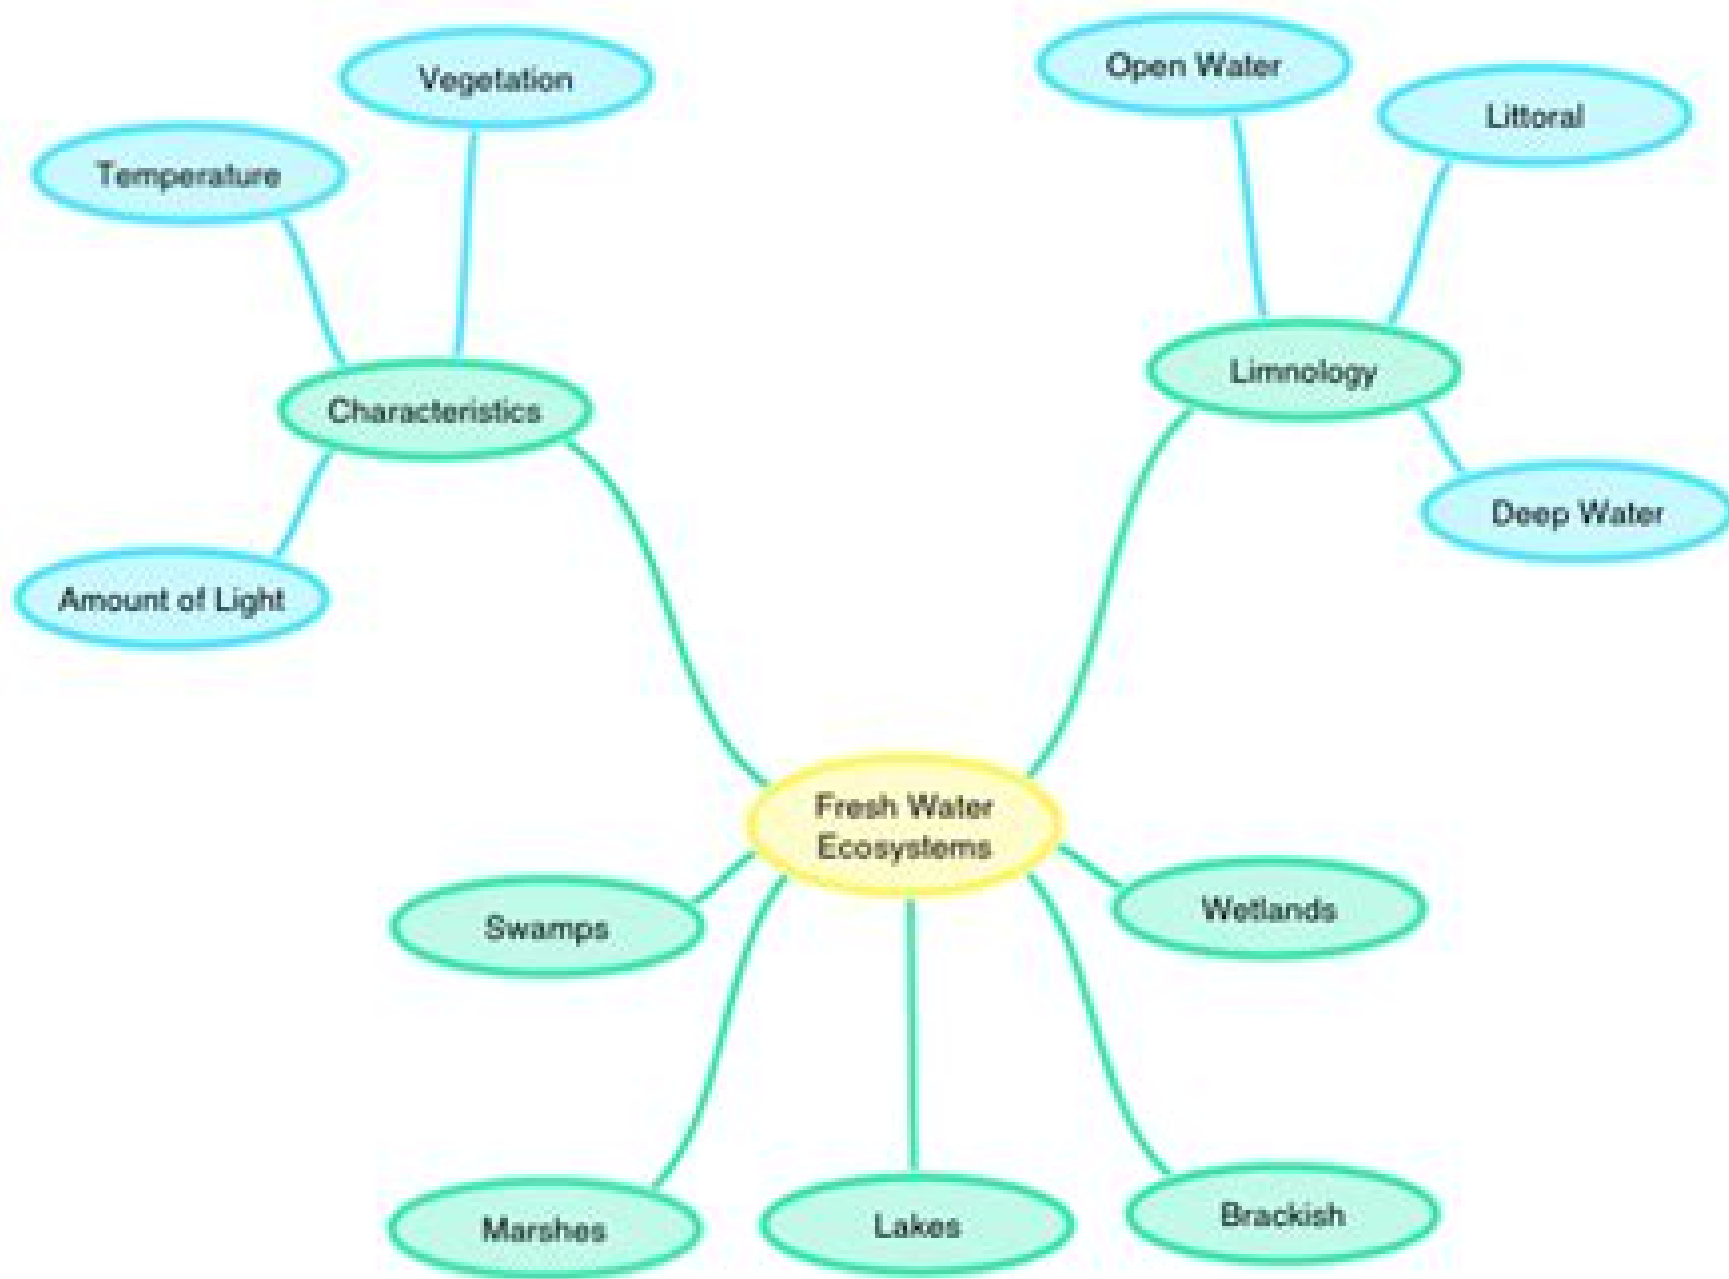 Vegetation
Temperature
Characteristics
Amount of Light
Open Water
Littoral
Limnology
Deep Water
Fresh Water
Ecosystems
Swamps
Wetlands
Marshes
Lakes
Brackish